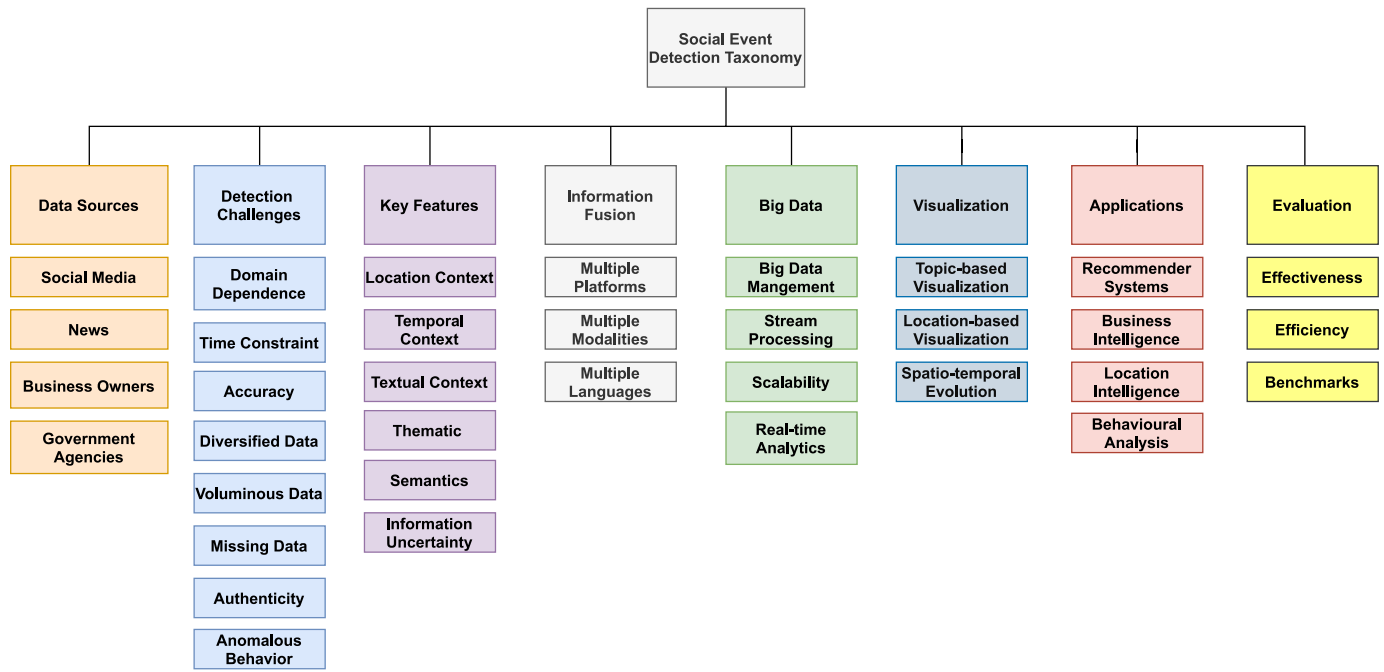 Social Event
Detection Taxonomy
Data Sources
Social Media
News
Business Owners
Government
Agencies
Detection
Challenges
Domain
Dependence
Time Constraint
Accuracy
Diversified Data
Voluminous Data
Missing Data
Authenticity
Anomalous
Behavior
Key Features
Location Context
Temporal
Context
Textual Context
Thematic
Semantics
Information
Uncertainty
Information
Fusion
Multiple
Platforms
Multiple
Modalities
Multiple
Languages
Big Data
Big Data
Mangement
Stream
Processing
Scalability
Real-time
Analytics
Visualization
Topic-based
Visualization
Location-based
Visualization
Spatio-temporal
Evolution
Applications
Recommender
Systems
Business
Intelligence
Location
Intelligence
Behavioural
Analysis
Evaluation
Effectiveness
Efficiency
Benchmarks